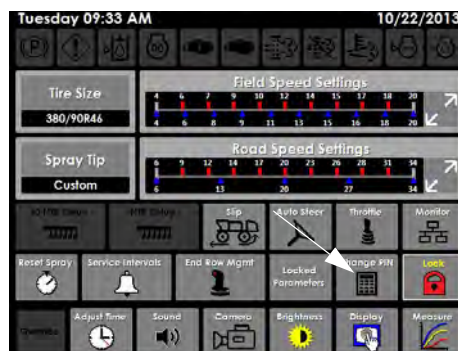 Tuesday 09:33 AM 10/22/2013
Tire Size
380/90R46
Field Speed Settings
4 6 7 9 10 12 14 15 17 18 20
4 6 8 9 11 13 15 16 18 20
Spray Tip
Custom
Road Speed Settings
6 9 12 14 17 20 23 26 28 31 34
6 13 20 27 34
Slip Auto Steer Throttle Monitor
Reset Spray Service Intervals End Row Mgmt Locked Parameters Change PIN Lock
Adjust Time Sound Camera Brightness Display Measure